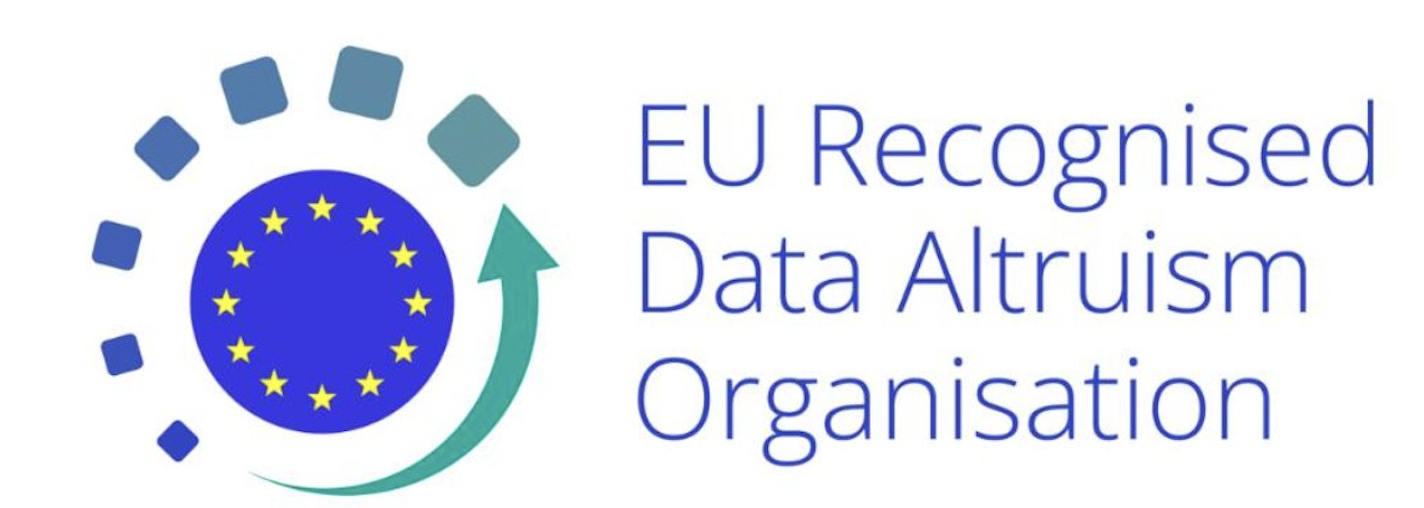 EU Recognised
Data Altruism
Organisation